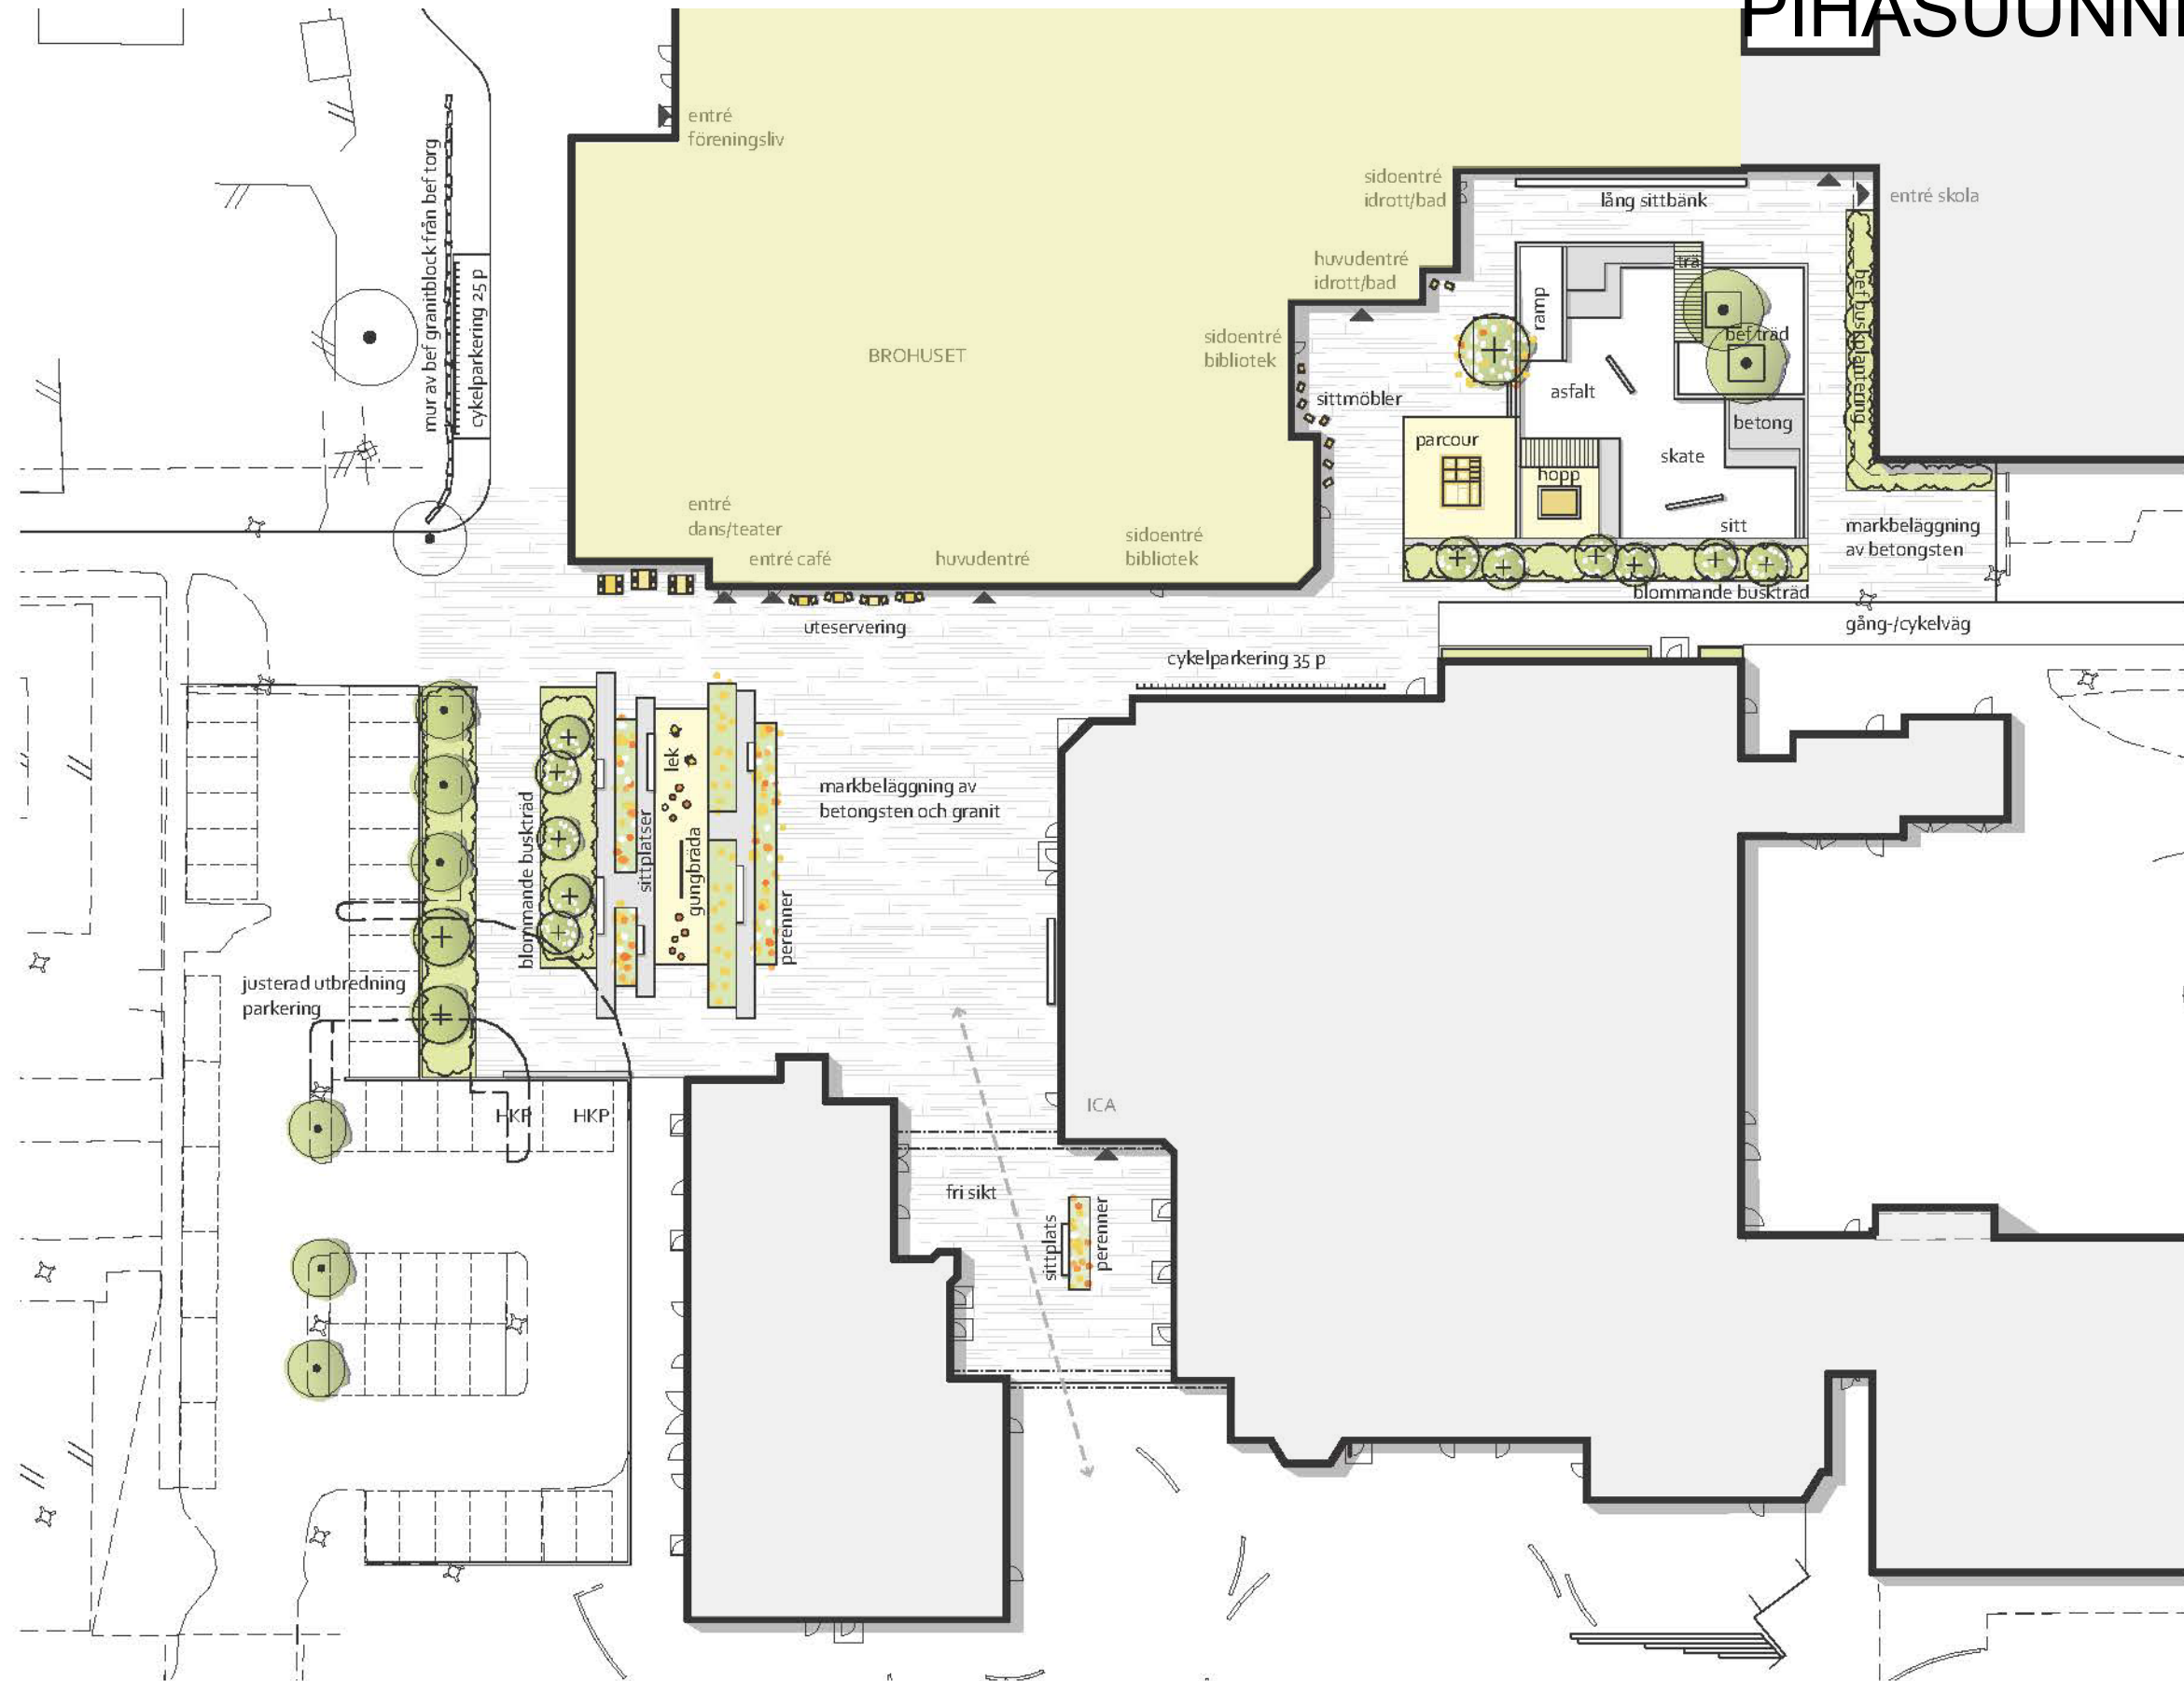 PIHASUUNNI
entré
föreningsliv
mur av bef granitblock från bef torg
cykelparkering 25 p
sidoentré
idrott/bad
lång sittbänk
entré skola
huvudentré
idrott/bad
trä
ramp
bef träd
bef buskplantering
sidoentré
bibliotek
BROHUSET
asfalt
sittmöbler
betong
parcour
skate
hopp
entré
dans/teater
sidoentré
bibliotek
sitt
markbeläggning
av betongsten
entré café
huvudentré
blommande buskträd
uteservering
gång-/cykelväg
cykelparkering 35 p
lek
markbeläggning av
betongsten och granit
blommande buskträd
sittplatser
gungbräda
perenner
justerad utbredning
parkering
HKP
HKP
ICA
fri sikt
sittplats
perenner